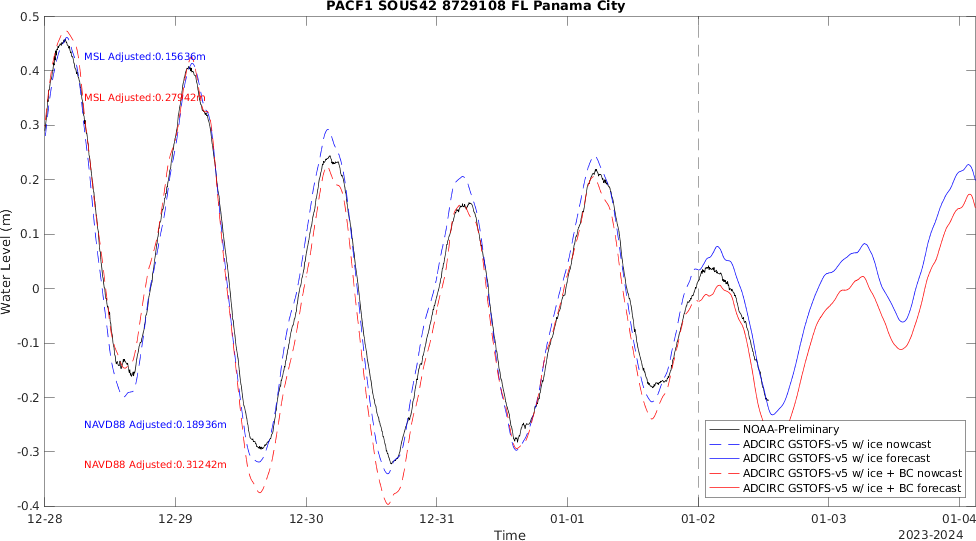 PACF1 SOUS42 8729108 FL Panama City
0.5
0.4
0.3
0.2
0.1
0
-0.1
-0.2
-0.3
-0.4
Water Level (m)
MSL Adjusted:0.15636m
MSL Adjusted:0.27942m
NAVD88 Adjusted:0.18936m
NAVD88 Adjusted:0.31242m
NOAA-Preliminary
ADCIRC GSTOFS-v5 w/ ice nowcast
ADCIRC GSTOFS-v5 w/ ice forecast
ADCIRC GSTOFS-v5 w/ ice + BC nowcast
ADCIRC GSTOFS-v5 w/ ice + BC forecast
12-28 12-29 12-30 12-31 01-01 01-02 01-03 01-04
Time
2023-2024